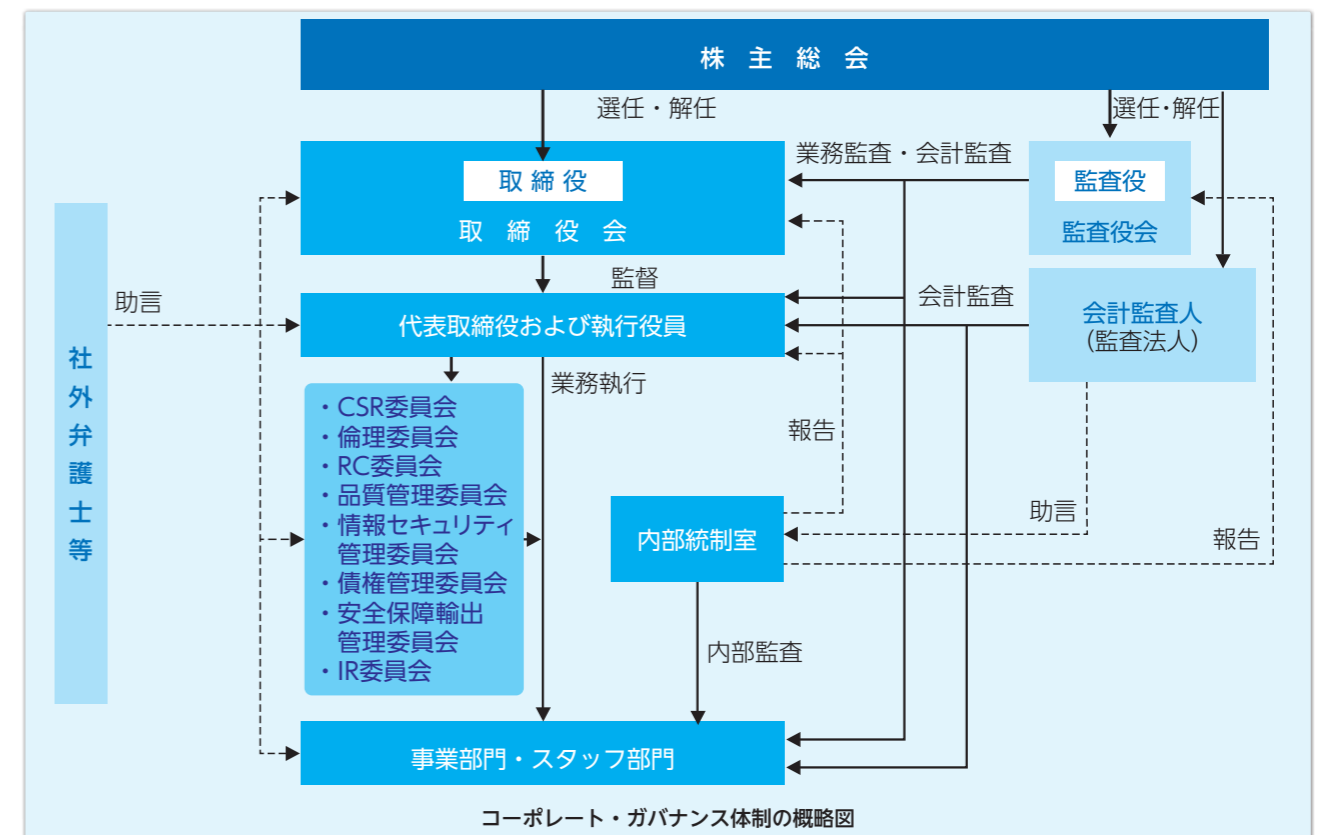 株主総会
選任・解任
選任・解任
取締役
取締役会
業務監査・会計監査
監査役
監査役会
監督
助言
代表取締役および執行役員
会計監査
会計監査人
（監査法人）
社外弁護士等
業務執行
・CSR委員会
・倫理委員会
・RC委員会
・品質管理委員会
・情報セキュリティ
管理委員会
・債権管理委員会
・安全保障輸出
管理委員会
・IR委員会
報告
内部統制室
助言
報告
内部監査
事業部門・スタッフ部門
コーポレート・ガバナンス体制の概略図